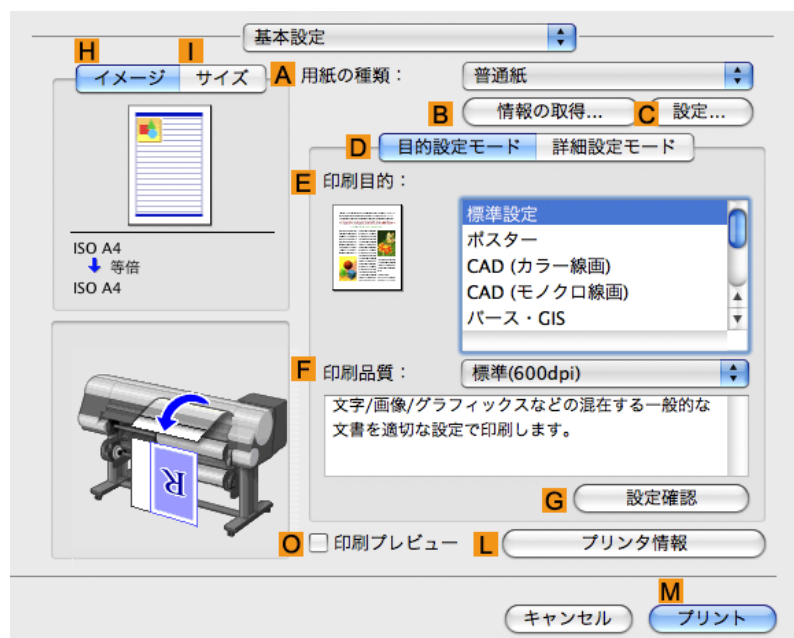 基本設定
H I
イメージ サイズ
A 用紙の種類： 普通紙
B 情報の取得... C 設定...
D 目的設定モード 詳細設定モード
E 印刷目的：
標準設定
ポスター
CAD (カラー線画)
CAD (モノクロ線画)
パース・GIS
ISO A4
等倍
ISO A4
F 印刷品質： 標準(600dpi)
文字/画像/グラフィックスなどの混在する一般的な
文書を適切な設定で印刷します。
R
G 設定確認
O 印刷プレビュー L プリンタ情報
M
キャンセル プリント